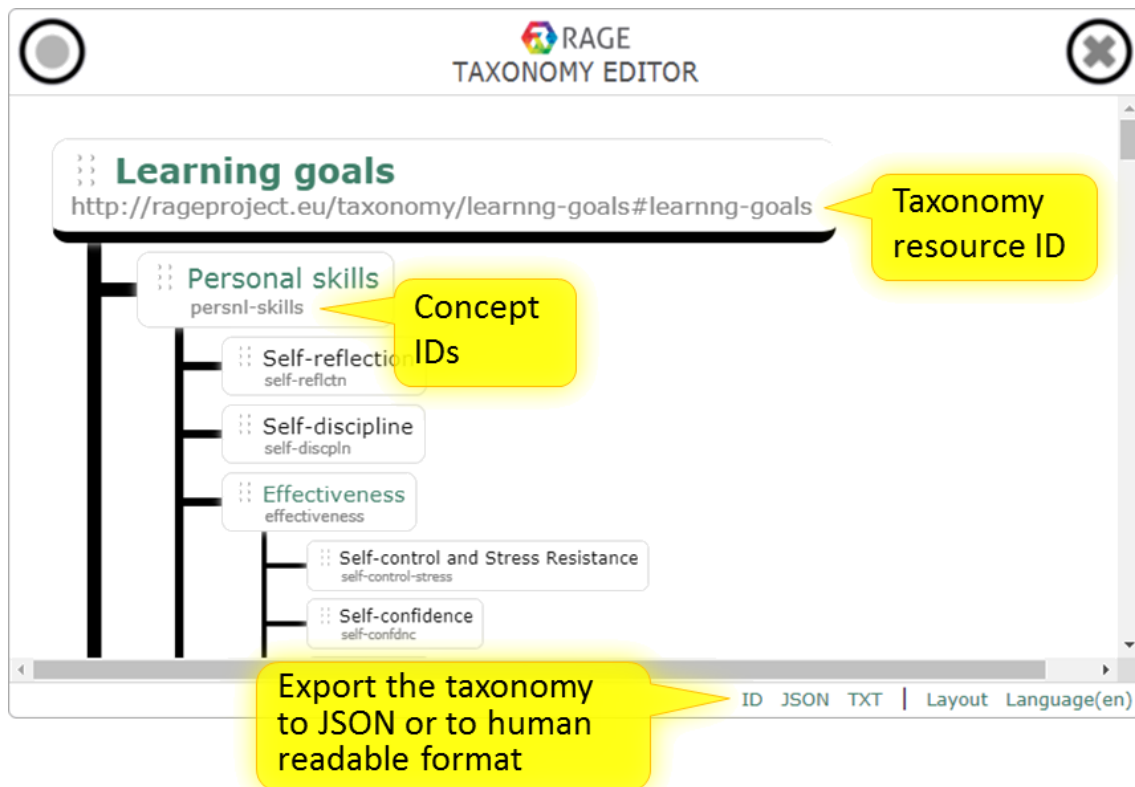 RAGE
TAXONOMY EDITOR
Learning goals
http://rageproject.eu/taxonomy/learnng-goals#learnng-goals
Taxonomy
resource ID
Personal skills
persnl-skills
Concept
IDs
Self-reflection
self-reflctn
Self-discipline
self-discpln
Effectiveness
effectiveness
Self-control and Stress Resistance
self-control-stress
Self-confidence
self-confdnc
Export the taxonomy
to JSON or to human
readable format
ID JSON TXT | Layout Language(en)